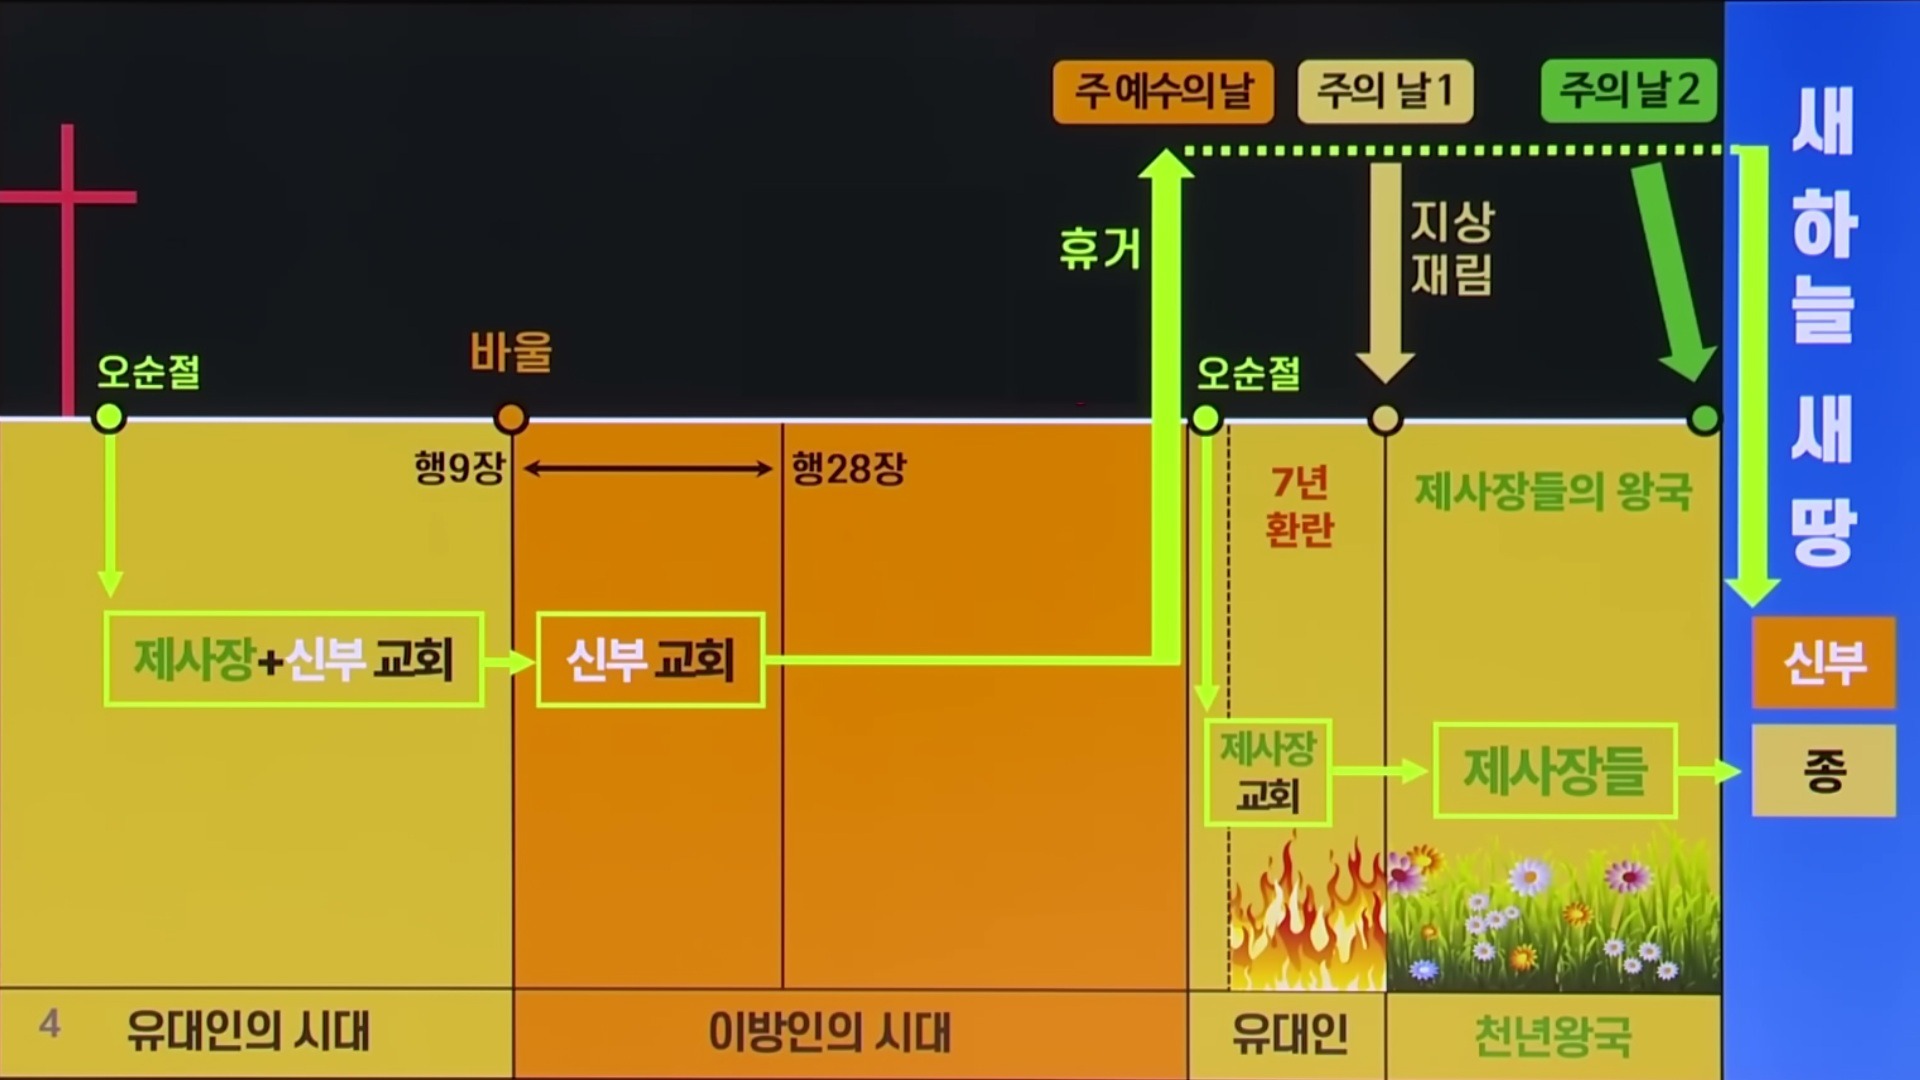 주 예수의 날
주의 날 1
주의 날 2
새 하늘 새 땅
휴거
지상
재림
오순절
바울
오순절
행9장
행28장
7년
환란
제사장들의 왕국
제사장+신부 교회
신부 교회
신부
제사장
교회
제사장들
종
4
유대인의 시대
이방인의 시대
유대인
천년왕국